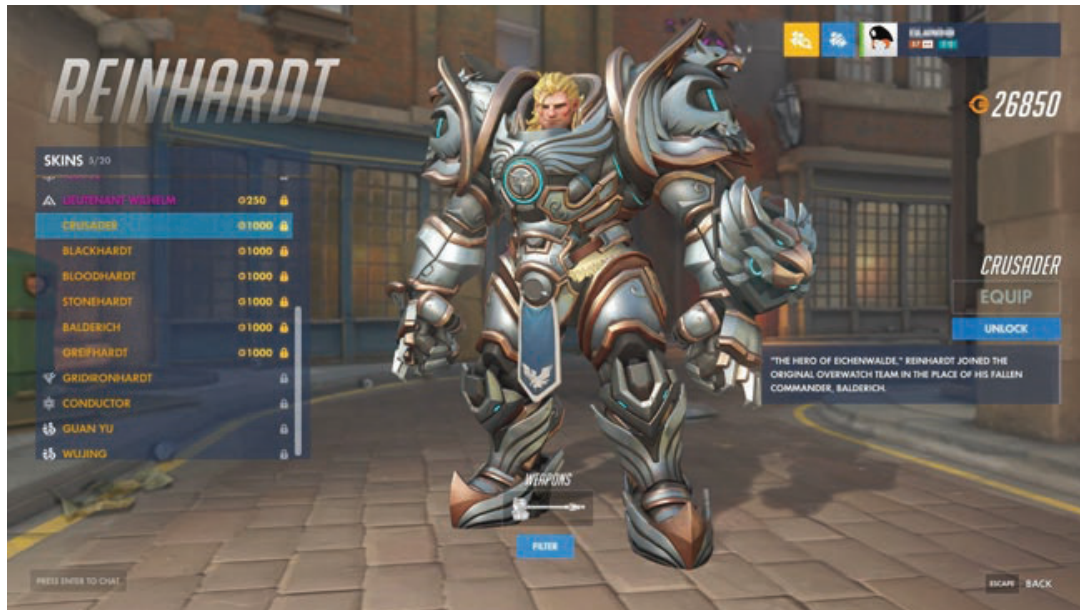 REINHARDT
26850
SKINS 5/20
LIEUTENANT WILHELM 250
CRUSADER 1000
BLACKHARDT 1000
BLOODHARDT 1000
STONEHARDT 1000
BALDERICH 1000
GREIFHARDT 1000
GRIDIRONHARDT
CONDUCTOR
GUAN YU
WUJING
CRUSADER
EQUIP
UNLOCK
"THE HERO OF EICHENWALDE," REINHARDT JOINED THE
ORIGINAL OVERWATCH TEAM IN THE PLACE OF HIS FALLEN
COMMANDER, BALDERICH.
WEAPONS
FILTER
PRESS ENTER TO CHAT
ESCAPE BACK